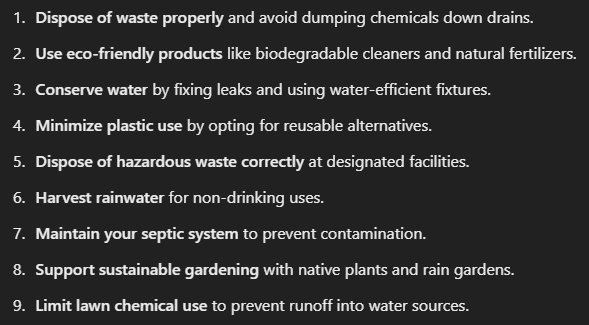 1. Dispose of waste properly and avoid dumping chemicals down drains.
2. Use eco-friendly products like biodegradable cleaners and natural fertilizers.
3. Conserve water by fixing leaks and using water-efficient fixtures.
4. Minimize plastic use by opting for reusable alternatives.
5. Dispose of hazardous waste correctly at designated facilities.
6. Harvest rainwater for non-drinking uses.
7. Maintain your septic system to prevent contamination.
8. Support sustainable gardening with native plants and rain gardens.
9. Limit lawn chemical use to prevent runoff into water sources.